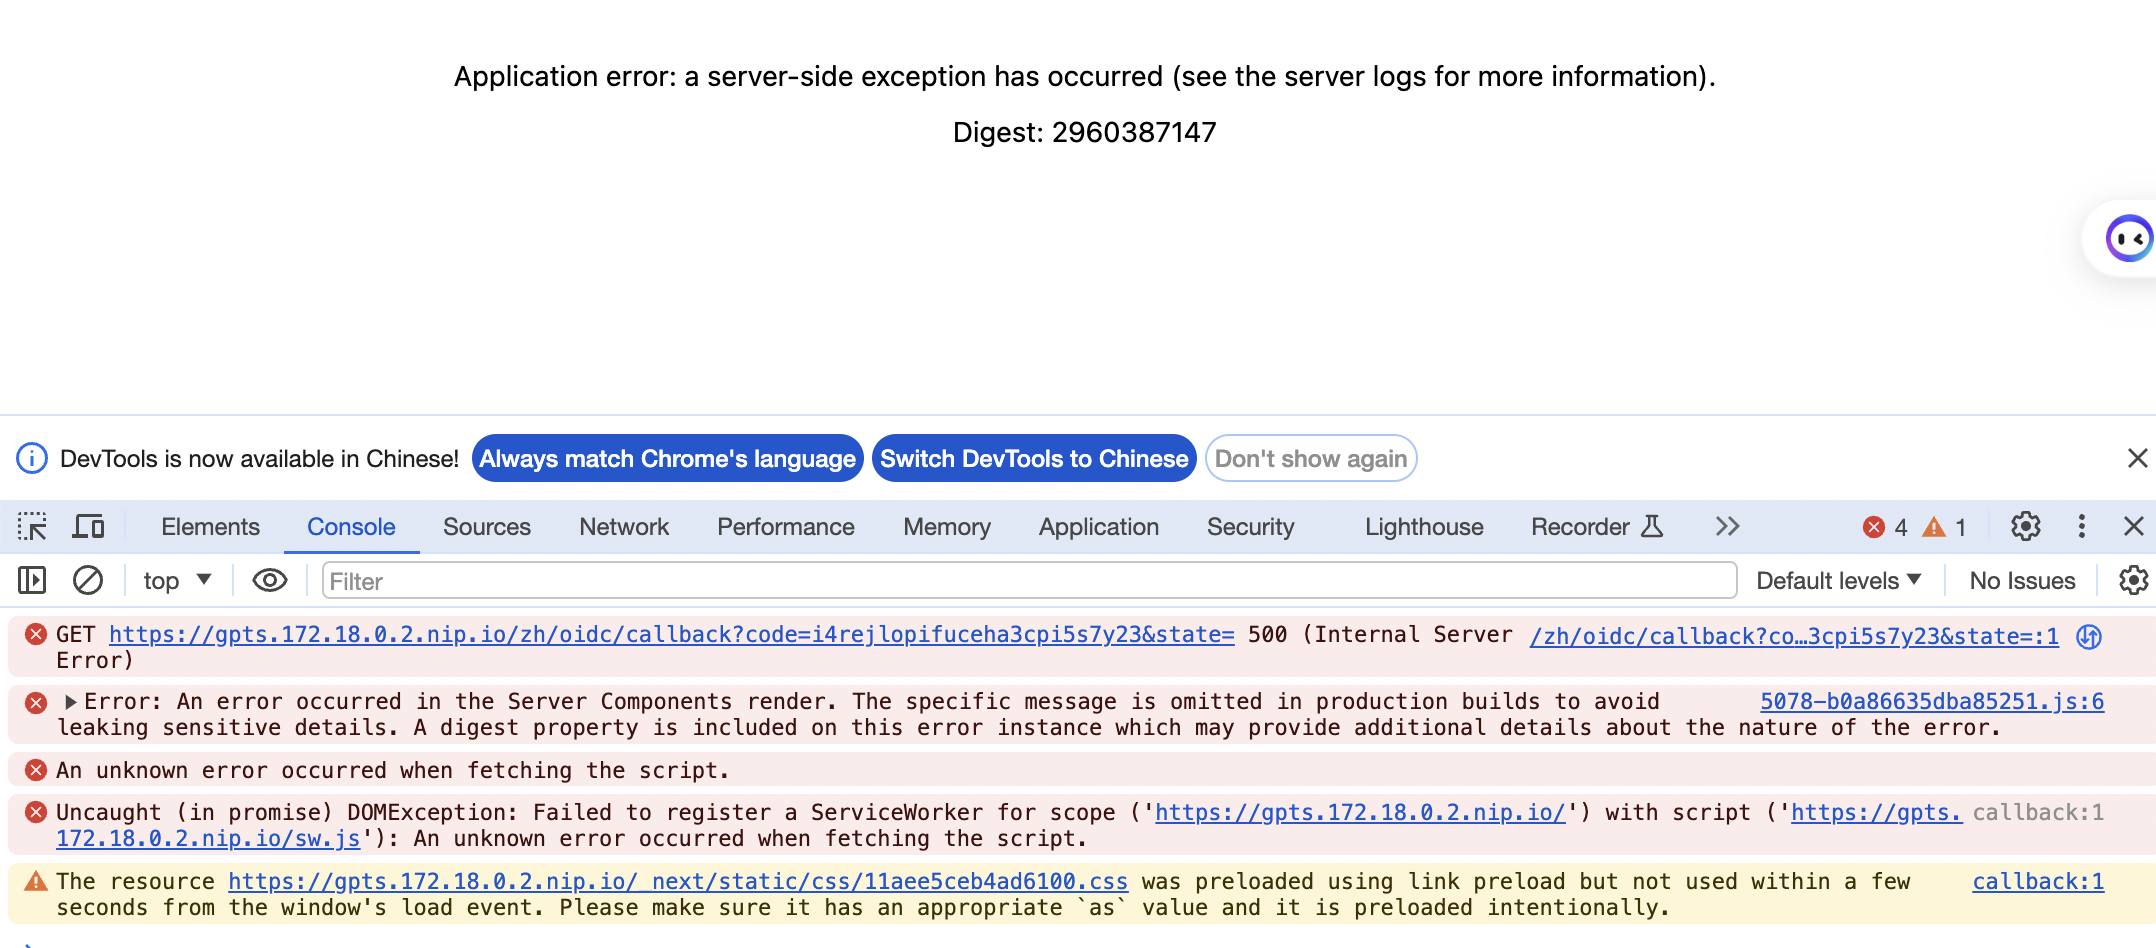 Application error: a server-side exception has occurred (see the server logs for more information).
Digest: 2960387147
DevTools is now available in Chinese! Always match Chrome's language Switch DevTools to Chinese Don't show again
Elements Console Sources Network Performance Memory Application Security Lighthouse Recorder 4 1
top Filter Default levels No Issues
GET https://gpts.172.18.0.2.nip.io/zh/oidc/callback?code=i4rejlopifuceha3cpi5s7y23&state= 500 (Internal Server /zh/oidc/callback?co…3cpi5s7y23&state=:1
Error)
Error: An error occurred in the Server Components render. The specific message is omitted in production builds to avoid 5078-b0a86635dba85251.js:6
leaking sensitive details. A digest property is included on this error instance which may provide additional details about the nature of the error.
An unknown error occurred when fetching the script.
Uncaught (in promise) DOMException: Failed to register a ServiceWorker for scope ('https://gpts.172.18.0.2.nip.io/') with script ('https://gpts. callback:1
172.18.0.2.nip.io/sw.js'): An unknown error occurred when fetching the script.
The resource https://gpts.172.18.0.2.nip.io/_next/static/css/11aee5ceb4ad6100.css was preloaded using link preload but not used within a few callback:1
seconds from the window's load event. Please make sure it has an appropriate `as` value and it is preloaded intentionally.